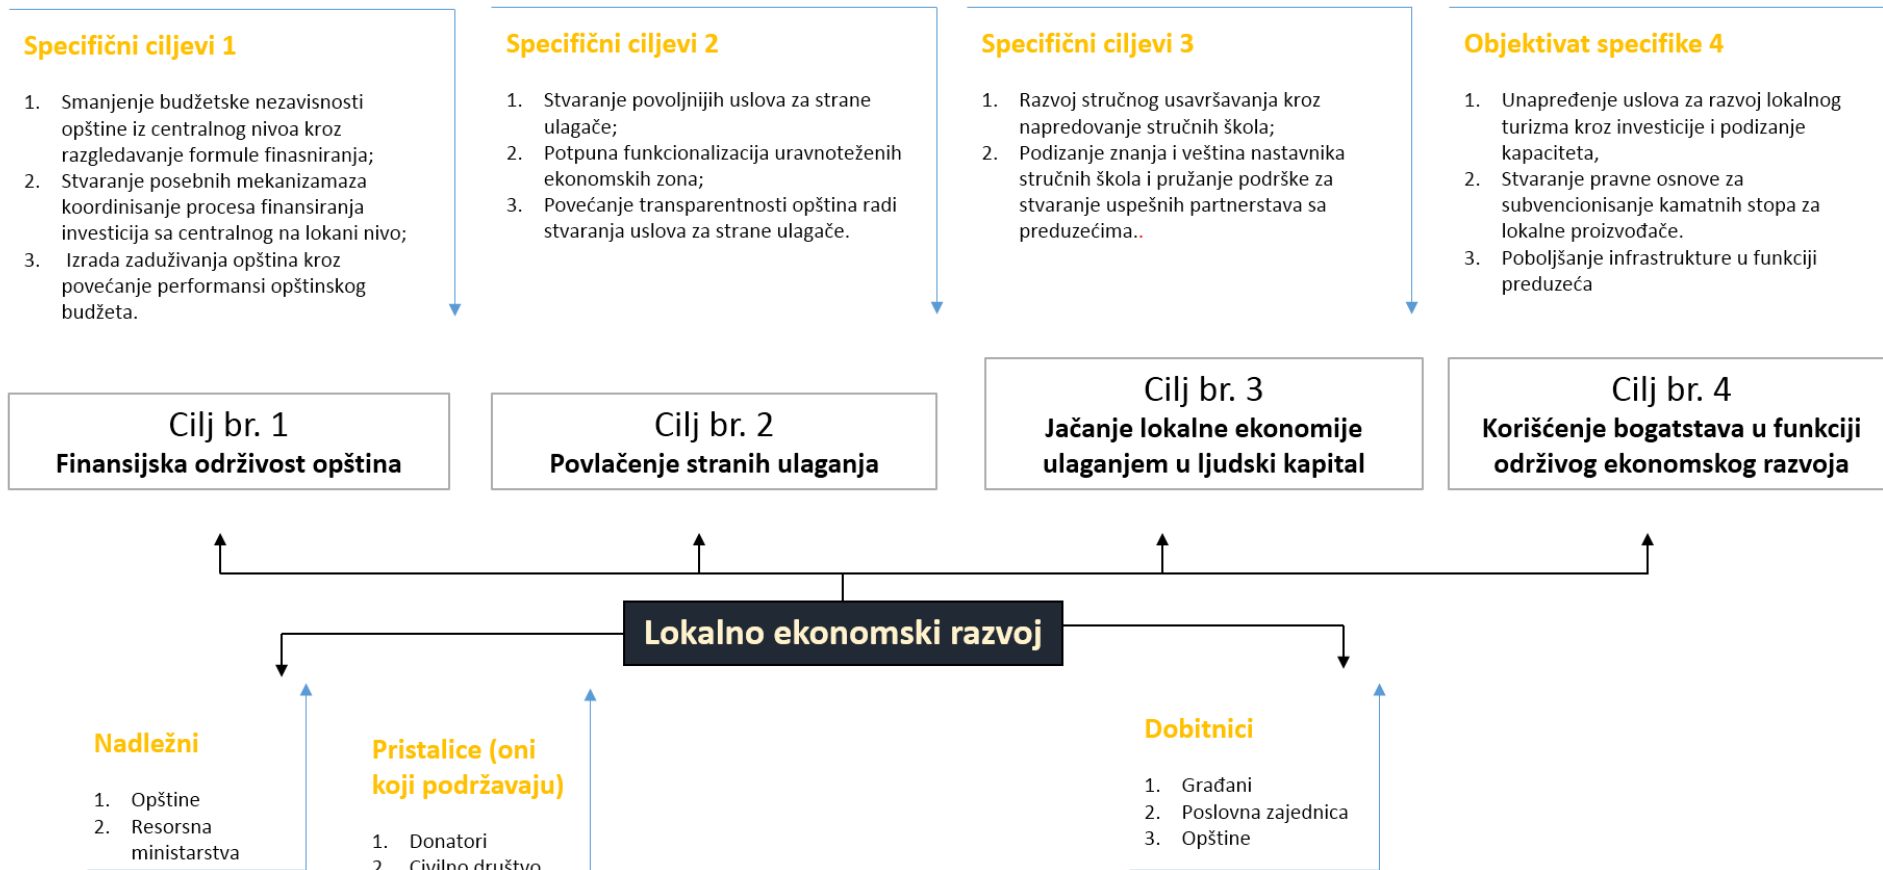 Specifični ciljevi 1
1. Smanjenje budžetske nezavisnosti
opštine iz centralnog nivoa kroz
razgledavanje formule finasniranja;
2. Stvaranje posebnih mekanizamaza
koordinisanje procesa finansiranja
investicija sa centralnog na lokani nivo;
3. Izrada zaduživanja opština kroz
povećanje performansi opštinskog
budžeta.
Specifični ciljevi 2
1. Stvaranje povoljnijih uslova za strane
ulagače;
2. Potpuna funkcionalizacija uravnoteženih
ekonomskih zona;
3. Povećanje transparentnosti opština radi
stvaranja uslova za strane ulagače.
Specifični ciljevi 3
1. Razvoj stručnog usavršavanja kroz
napredovanje stručnih škola;
2. Podizanje znanja i veština nastavnika
stručnih škola i pružanje podrške za
stvaranje uspešnih partnerstava sa
preduzećima..
Objektivat specifike 4
1. Unapređenje uslova za razvoj lokalnog
turizma kroz investicije i podizanje
kapaciteta,
2. Stvaranje pravne osnove za
subvencionisanje kamatnih stopa za
lokalne proizvođače.
3. Poboljšanje infrastrukture u funkciji
preduzeća
Cilj br. 1
Finansijska održivost opština
Cilj br. 2
Povlačenje stranih ulaganja
Cilj br. 3
Jačanje lokalne ekonomije
ulaganjem u ljudski kapital
Cilj br. 4
Korišćenje bogatstava u funkciji
održivog ekonomskog razvoja
Lokalno ekonomski razvoj
Nadležni
1. Opštine
2. Resorsna
ministarstva
Pristalice (oni
koji podržavaju)
1. Donatori
2. Civilno društvo
Dobitnici
1. Građani
2. Poslovna zajednica
3. Opštine